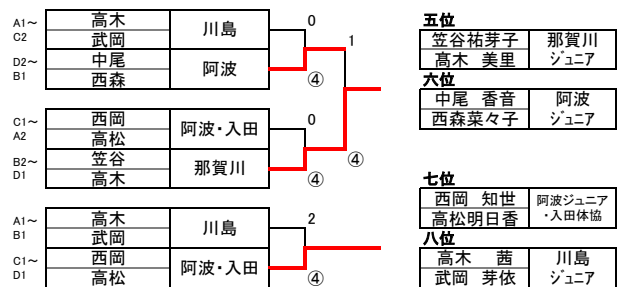 A1～ 高木 川島 0
C2 武岡
D2～ 中尾 阿波 ④
B1 西森
1
C1～ 西岡 阿波・入田 0
A2 高松
B2～ 笠谷 那賀川 ④
D1 高木
④
A1～ 高木 川島 2
B1 武岡
C1～ 西岡 阿波・入田 ④
D1 高松
五位
笠谷祐芽子 那賀川
髙木 美里 ジュニア
六位
中尾 香音 阿波
西森菜々子 ジュニア
七位
西岡 知世 阿波ジュニア
高松明日香 ・入田体協
八位
高木 茜 川島
武岡 芽依 ジュニア